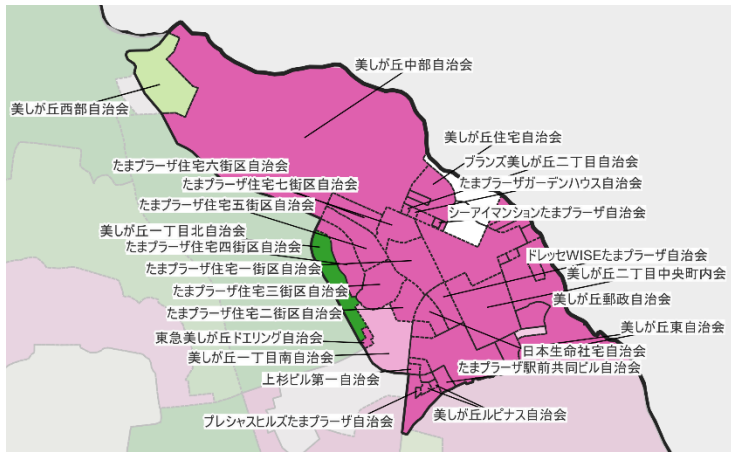 美しが丘中部自治会
美しが丘西部自治会
美しが丘住宅自治会
ブランズ美しが丘二丁目自治会
たまプラーザ住宅六街区自治会
たまプラーザ住宅七街区自治会
たまプラーザガーデンハウス自治会
たまプラーザ住宅五街区自治会
シーアイマンションたまプラーザ自治会
美しが丘一丁目北自治会
たまプラーザ住宅四街区自治会
ドレッセWISEたまプラーザ自治会
たまプラーザ住宅一街区自治会
美しが丘二丁目中央町内会
たまプラーザ住宅三街区自治会
美しが丘郵政自治会
たまプラーザ住宅二街区自治会
美しが丘東自治会
東急美しが丘ドエリング自治会
日本生命社宅自治会
美しが丘一丁目南自治会
たまプラーザ駅前共同ビル自治会
上杉ビル第一自治会
美しが丘ルピナス自治会
プレシャスヒルズたまプラーザ自治会